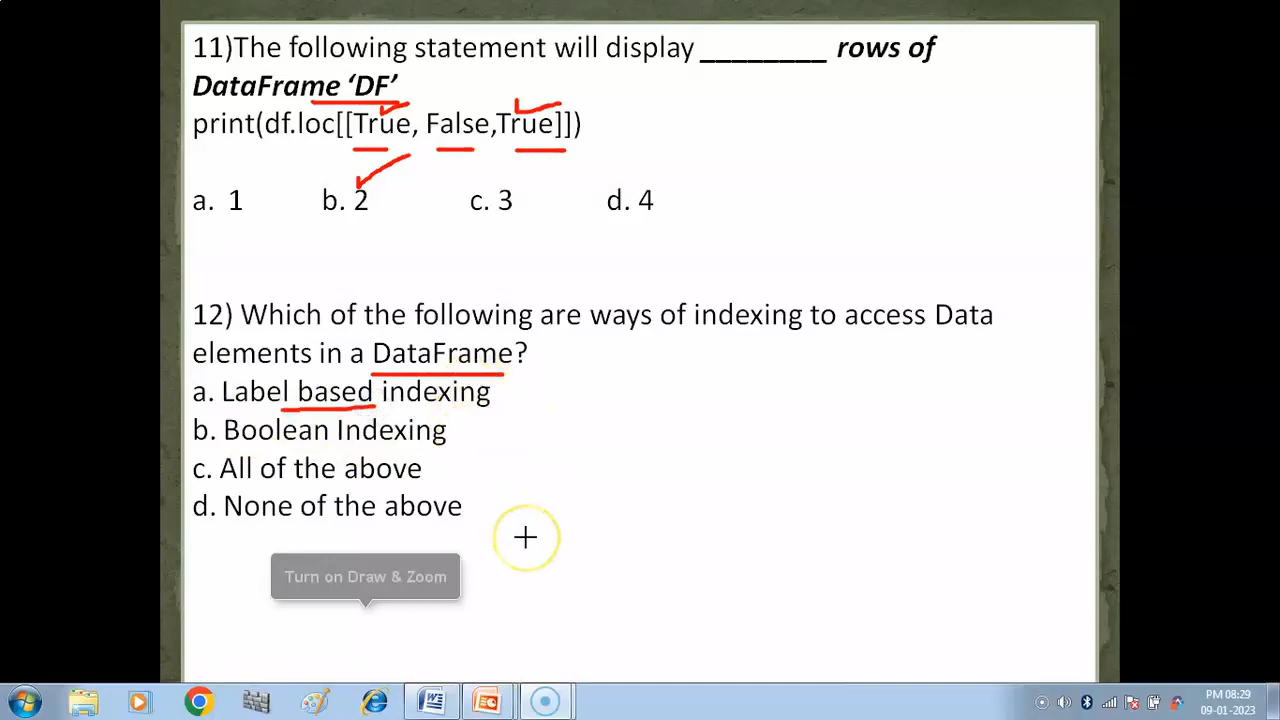 11)The following statement will display ________ rows of
DataFrame ‘DF’
print(df.loc[[True, False,True]])
a. 1 b. 2 c. 3 d. 4
12) Which of the following are ways of indexing to access Data
elements in a DataFrame?
a. Label based indexing
b. Boolean Indexing
c. All of the above
d. None of the above
Turn on Draw & Zoom
PM 08:29
09-01-2023